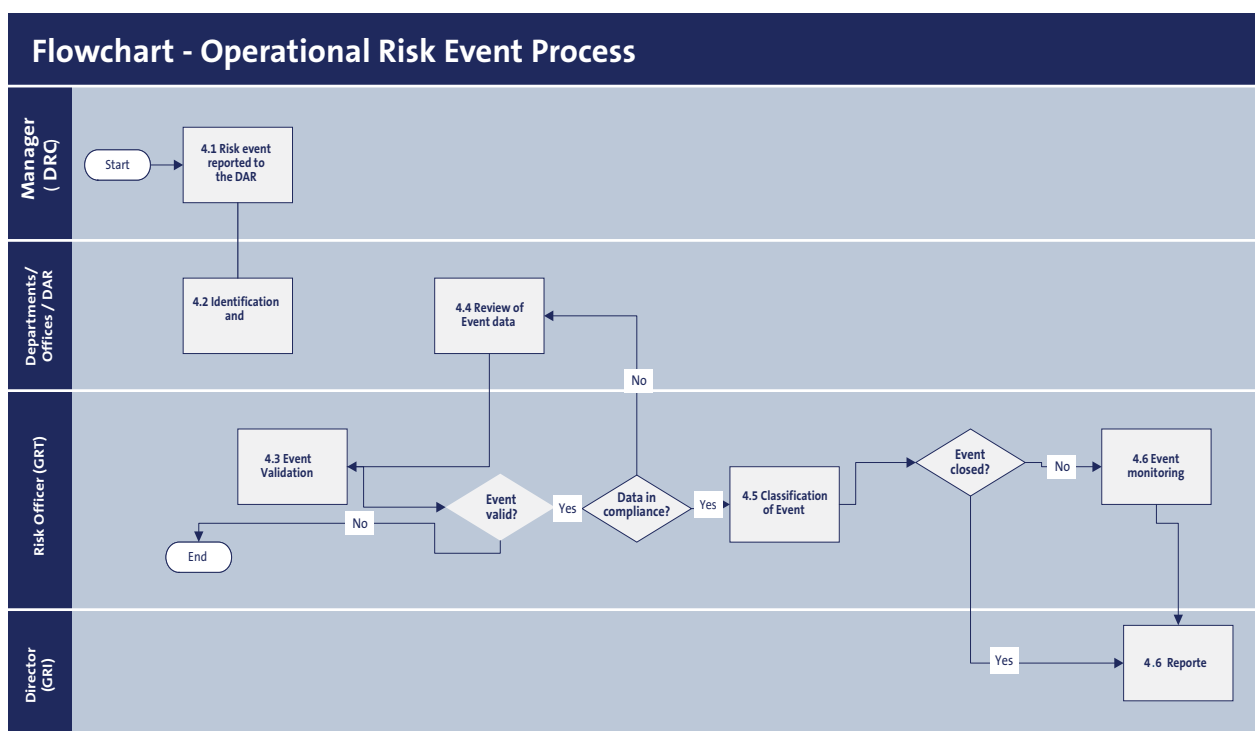 Flowchart - Operational Risk Event Process
Manager
( DRC)
Start
4.1 Risk event
reported to
the DAR
Departments/
Offices / DAR
4.2 Identification
and
4.4 Review of
Event data
No
Risk Officer (GRT)
4.3 Event
Validation
Event
valid?
Yes
Data in
compliance?
Yes
4.5 Classification
of Event
Event
closed?
No
4.6 Event
monitoring
No
End
Director
(GRI)
Yes
4.6 Reporte